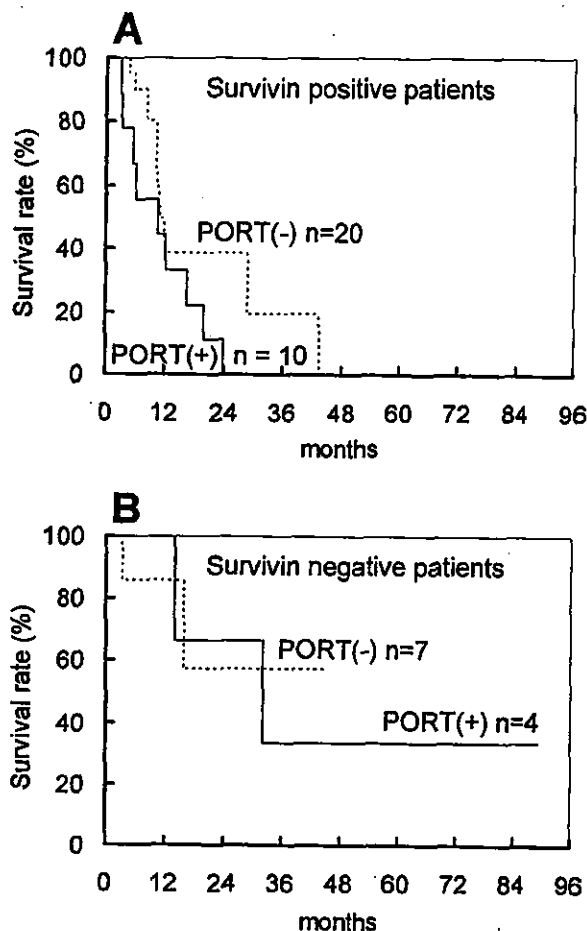 A
Survival rate (%)
100
80
60
40
20
0
Survivin positive patients
PORT(-) n=20
PORT(+) n = 10
0 12 24 36 48 60 72 84 96
months
B
Survival rate (%)
100
80
60
40
20
0
Survivin negative patients
PORT(-) n=7
PORT(+) n=4
0 12 24 36 48 60 72 84 96
months